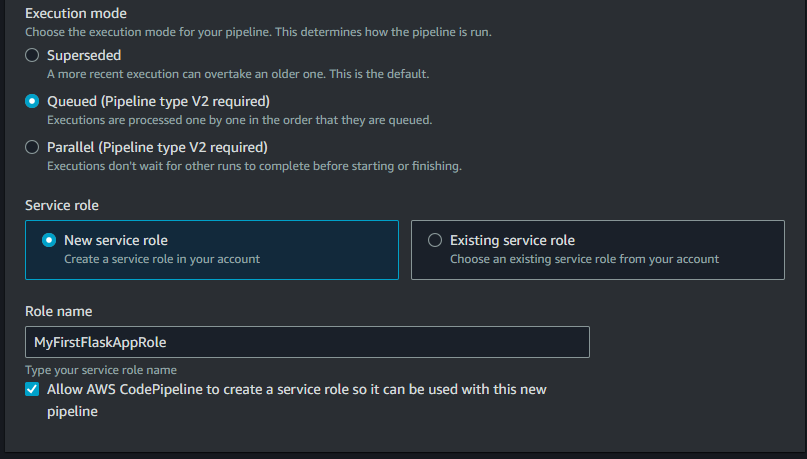 Execution mode
Choose the execution mode for your pipeline. This determines how the pipeline is run.
Superseded
A more recent execution can overtake an older one. This is the default.
Queued (Pipeline type V2 required)
Executions are processed one by one in the order that they are queued.
Parallel (Pipeline type V2 required)
Executions don't wait for other runs to complete before starting or finishing.
Service role
New service role
Create a service role in your account
Existing service role
Choose an existing service role from your account
Role name
MyFirstFlaskAppRole
Type your service role name
Allow AWS CodePipeline to create a service role so it can be used with this new
pipeline